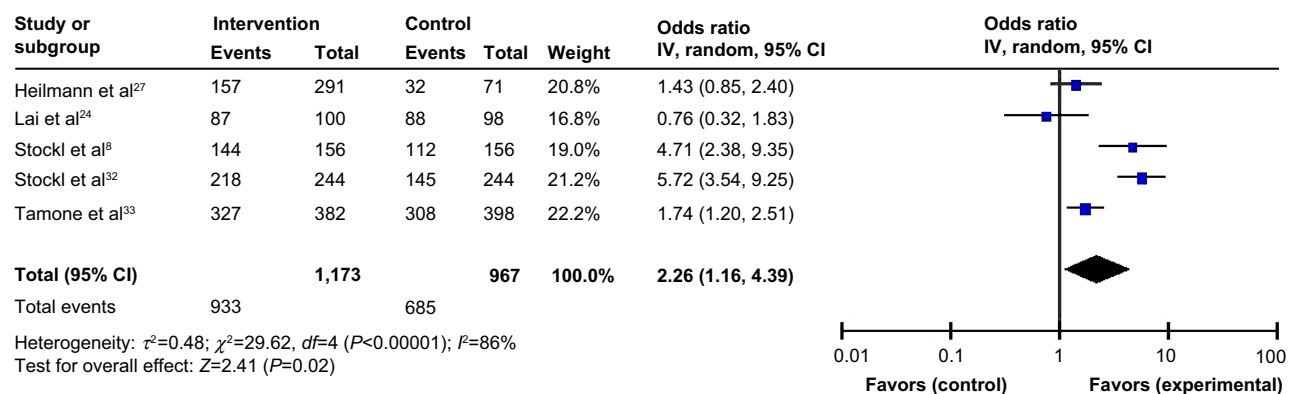 Study or subgroup Intervention Control Odds ratio Odds ratio
Events Total Events Total Weight IV, random, 95% CI IV, random, 95% CI
Heilmann et al27 157 291 32 71 20.8% 1.43 (0.85, 2.40)
Lai et al24 87 100 88 98 16.8% 0.76 (0.32, 1.83)
Stockl et al8 144 156 112 156 19.0% 4.71 (2.38, 9.35)
Stockl et al32 218 244 145 244 21.2% 5.72 (3.54, 9.25)
Tamone et al33 327 382 308 398 22.2% 1.74 (1.20, 2.51)
Total (95% CI) 1,173 967 100.0% 2.26 (1.16, 4.39)
Total events 933 685
Heterogeneity: τ2=0.48; χ2=29.62, df=4 (P<0.00001); I2=86%
Test for overall effect: Z=2.41 (P=0.02)
0.01 0.1 1 10 100
Favors (control) Favors (experimental)